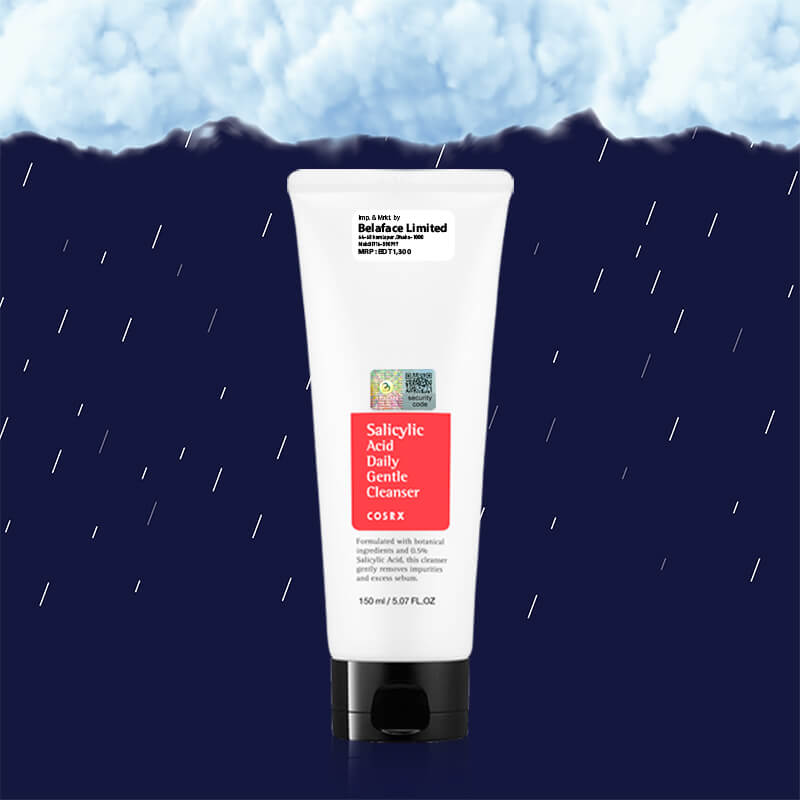 Imp. & Mrkt. by
Belaface Limited
MRP : BDT 1,300
security
code
Salicylic
Acid
Daily
Gentle
Cleanser
COSRX
Formulated with botanical
ingredients and 0.5%
Salicylic Acid, this cleanser
gently removes impurities
and excess sebum.
150 ml / 5.07 FL.OZ